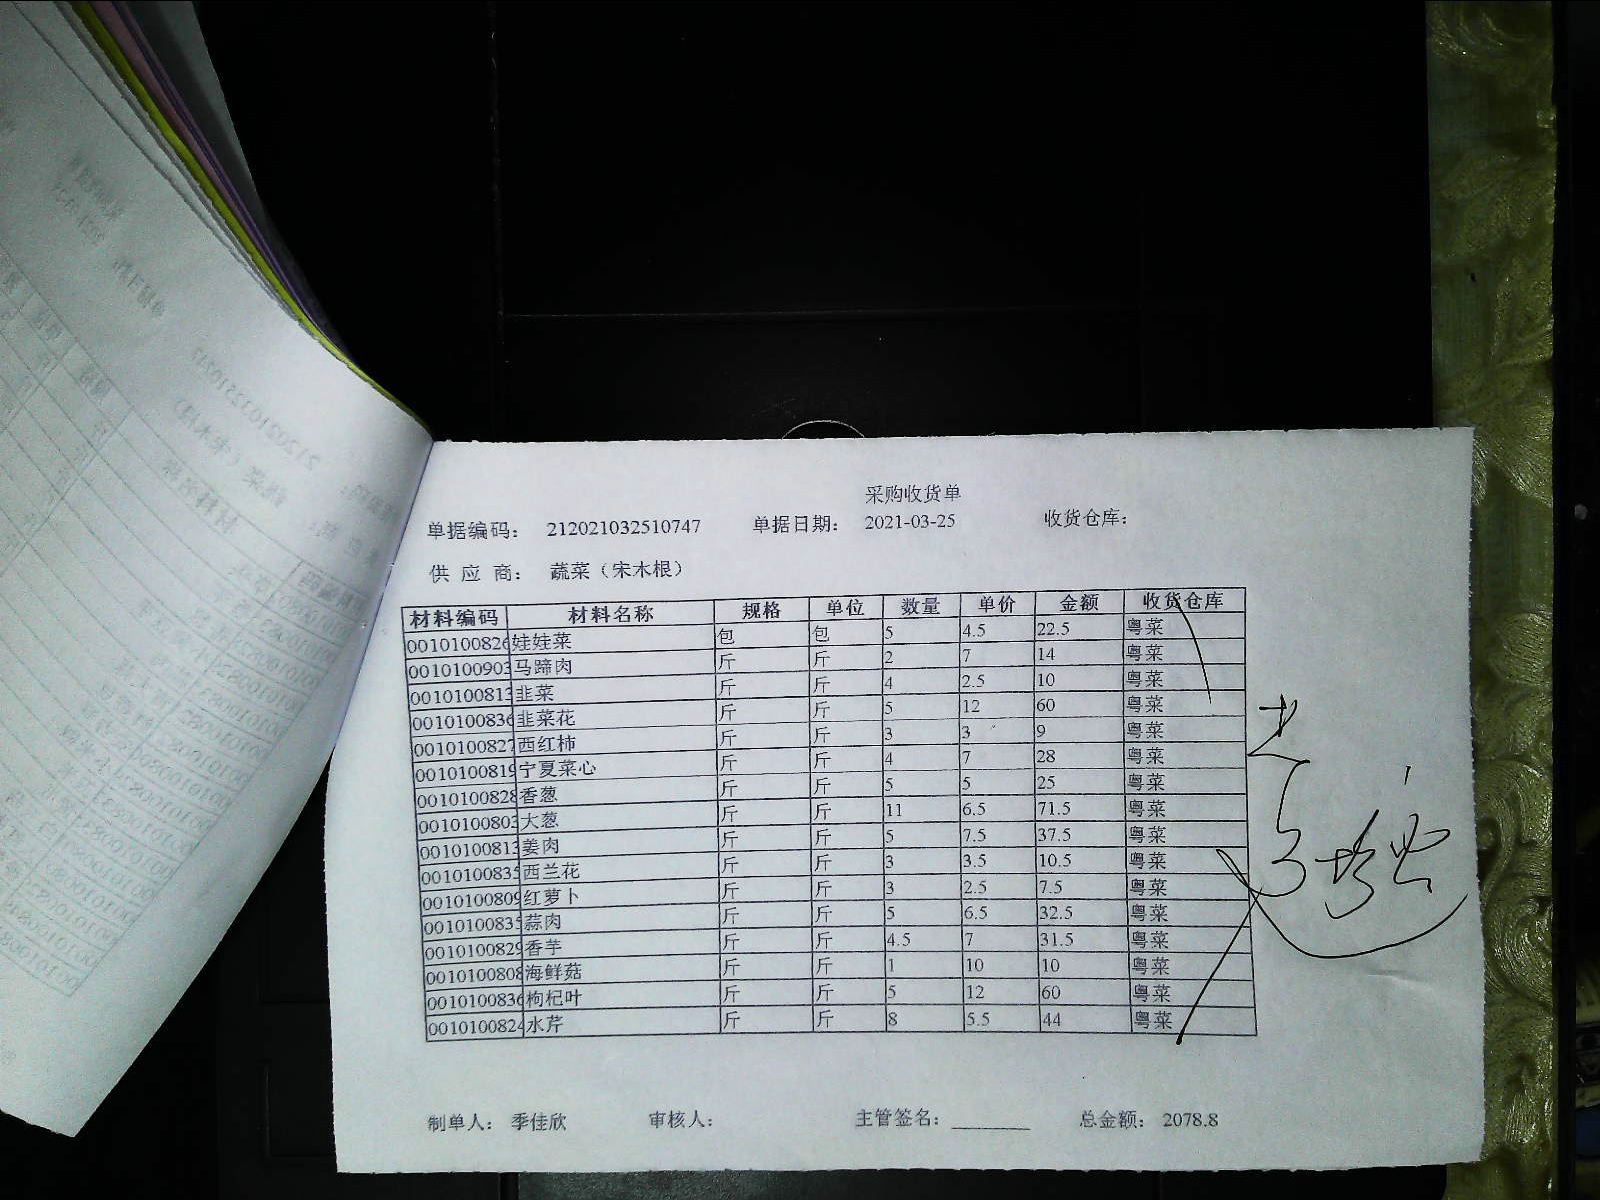 采购收货单
单据编码： 212021032510747 单据日期： 2021-03-25 收货仓库：
供 应 商： 蔬菜（宋木根）
材料编码 材料名称 规格 单位 数量 单价 金额 收货仓库
0010100826 娃娃菜 包 包 5 4.5 22.5 粤菜
0010100903 马蹄肉 斤 斤 2 7 14 粤菜
0010100813 韭菜 斤 斤 4 2.5 10 粤菜
0010100836 韭菜花 斤 斤 5 12 60 粤菜
0010100827 西红柿 斤 斤 3 3 9 粤菜
0010100819 宁夏菜心 斤 斤 4 7 28 粤菜
0010100828 香葱 斤 斤 5 5 25 粤菜
0010100803 大葱 斤 斤 11 6.5 71.5 粤菜
0010100813 姜肉 斤 斤 5 7.5 37.5 粤菜
0010100835 西兰花 斤 斤 3 3.5 10.5 粤菜
0010100809 红萝卜 斤 斤 3 2.5 7.5 粤菜
0010100835 蒜肉 斤 斤 5 6.5 32.5 粤菜
0010100829 香芋 斤 斤 4.5 7 31.5 粤菜
0010100808 海鲜菇 斤 斤 1 10 10 粤菜
0010100836 枸杞叶 斤 斤 5 12 60 粤菜
0010100824 水芹 斤 斤 8 5.5 44 粤菜
制单人： 季佳欣 审核人： 主管签名： 总金额： 2078.8